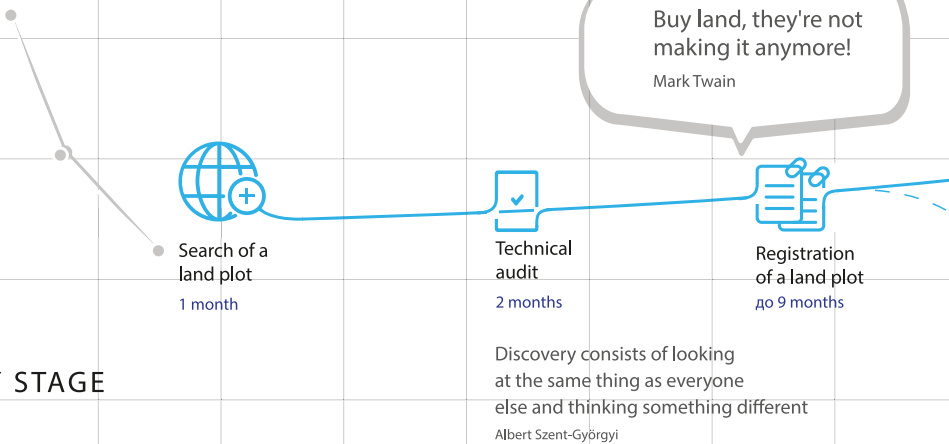 Buy land, they're not
making it anymore!
Mark Twain
Search of a
land plot
1 month
Technical
audit
2 months
Registration
of a land plot
до 9 months
STAGE
Discovery consists of looking
at the same thing as everyone
else and thinking something different
Albert Szent-Györgyi